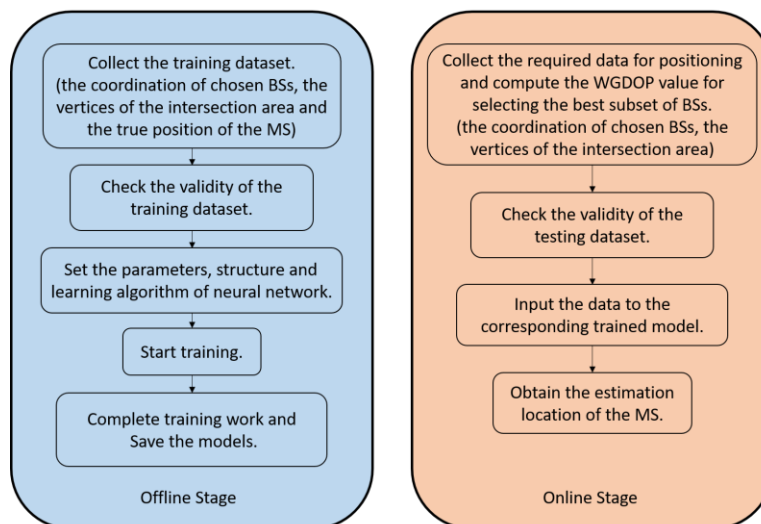 Collect the training dataset.
(the coordination of chosen BSs, the
vertices of the intersection area and
the true position of the MS)
Check the validity of the
training dataset.
Set the parameters, structure and
learning algorithm of neural network.
Start training.
Complete training work and
Save the models.
Offline Stage
Collect the required data for positioning
and compute the WGDOP value for
selecting the best subset of BSs.
(the coordination of chosen BSs, the
vertices of the intersection area)
Check the validity of the
testing dataset.
Input the data to the
corresponding trained model.
Obtain the estimation
location of the MS.
Online Stage